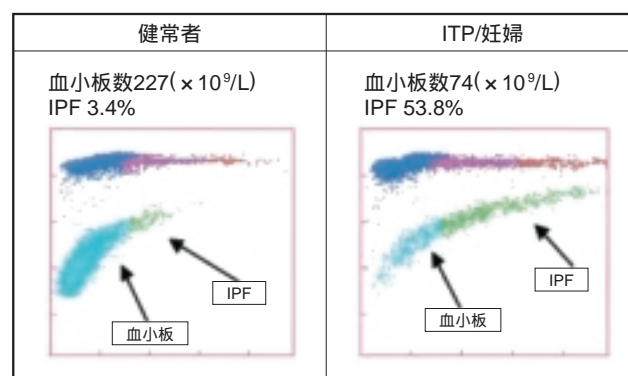 健常者
ITP/妊婦
血小板数227(×10⁹/L)
IPF 3.4%
血小板数74(×10⁹/L)
IPF 53.8%
IPF
血小板
IPF
血小板